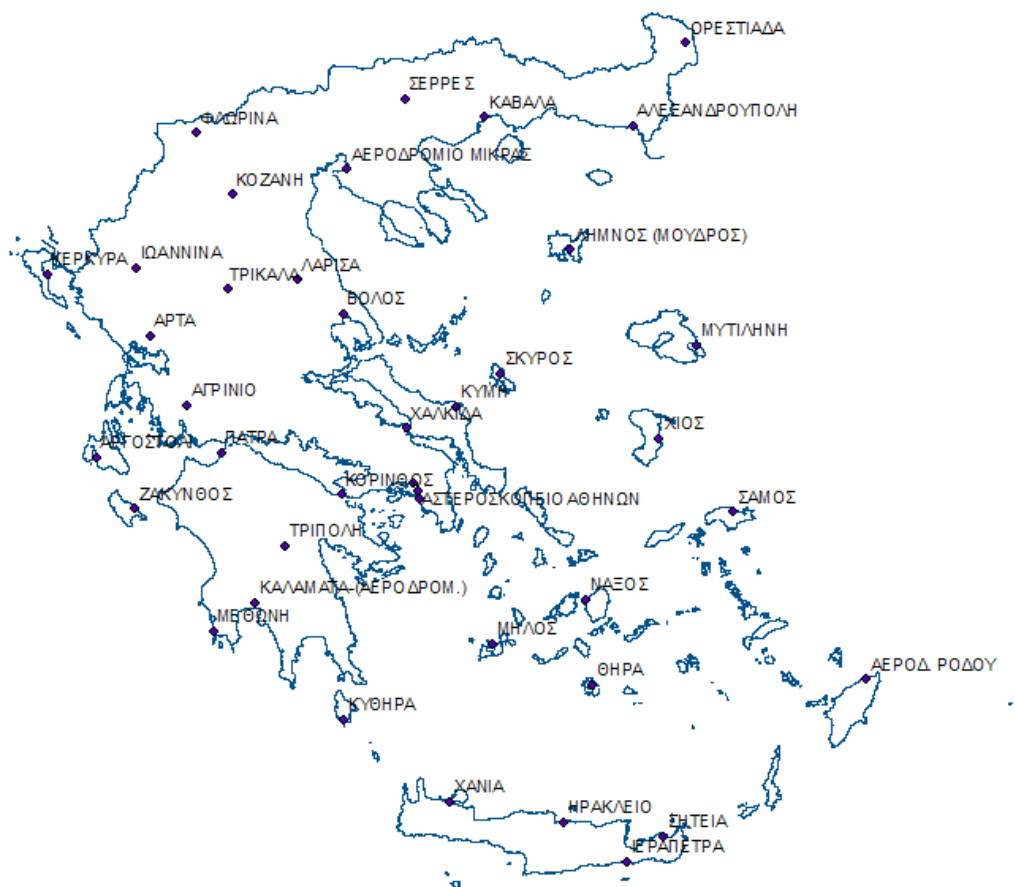 ΟΡΕΣΤΙΑΔΑ
ΣΕΡΡΕΣ
ΚΑΒΑΛΑ
ΑΛΕΞΑΝΔΡΟΥΠΟΛΗ
ΦΛΩΡΙΝΑ
ΑΕΡΟΔΡΟΜΙΟ ΜΙΚΡΑΣ
ΚΟΖΑΝΗ
ΛΗΜΝΟΣ (ΜΟΥΔΡΟΣ)
ΚΕΡΚΥΡΑ
ΙΩΑΝΝΙΝΑ
ΤΡΙΚΑΛΑ
ΛΑΡΙΣΑ
ΒΟΛΟΣ
ΑΡΤΑ
ΜΥΤΙΛΗΝΗ
ΣΚΥΡΟΣ
ΚΥΜΗ
ΑΓΡΙΝΙΟ
ΧΑΛΚΙΔΑ
ΧΙΟΣ
ΑΡΓΟΣΤΟΛΙ
ΠΑΤΡΑ
ΚΟΡΙΝΘΟΣ
ΖΑΚΥΝΘΟΣ
ΑΣΤΕΡΟΣΚΟΠΕΙΟ ΑΘΗΝΩΝ
ΣΑΜΟΣ
ΤΡΙΠΟΛΗ
ΚΑΛΑΜΑΤΑ (ΑΕΡΟΔΡΟΜ.)
ΝΑΞΟΣ
ΜΕΘΩΝΗ
ΜΗΛΟΣ
ΘΗΡΑ
ΑΕΡΟΔ. ΡΟΔΟΥ
ΚΥΘΗΡΑ
ΧΑΝΙΑ
ΗΡΑΚΛΕΙΟ
ΣΗΤΕΙΑ
ΙΕΡΑΠΕΤΡΑ